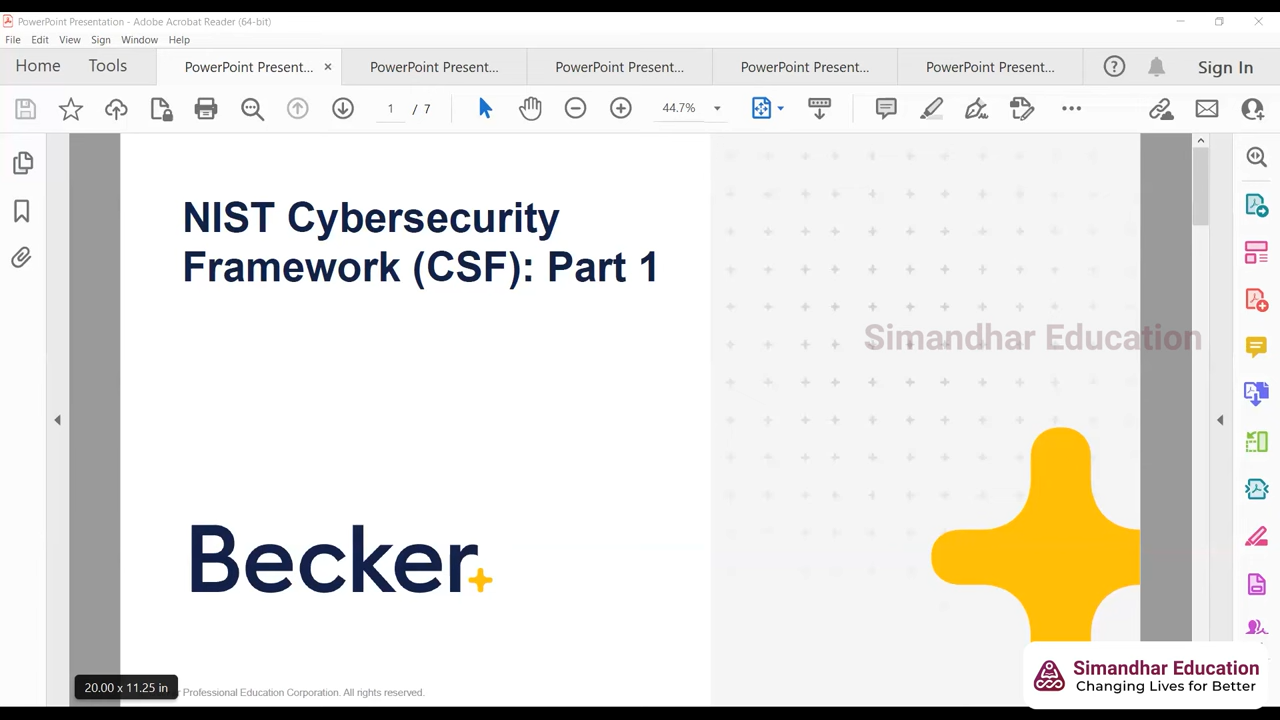 PowerPoint Presentation - Adobe Acrobat Reader (64-bit)
File Edit View Sign Window Help
Home Tools PowerPoint Present... × PowerPoint Present... PowerPoint Present... PowerPoint Present... PowerPoint Present... Sign In
1 / 7 44.7%
NIST Cybersecurity
Framework (CSF): Part 1
Simandhar Education
Becker
20.00 x 11.25 in
Professional Education Corporation. All rights reserved.
Simandhar Education
Changing Lives for Better